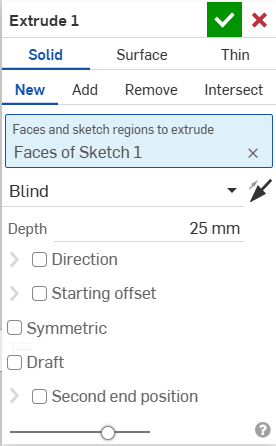 Extrude 1
Solid Surface Thin
New Add Remove Intersect
Faces and sketch regions to extrude
Faces of Sketch 1
Blind
Depth 25 mm
Direction
Starting offset
Symmetric
Draft
Second end position
?